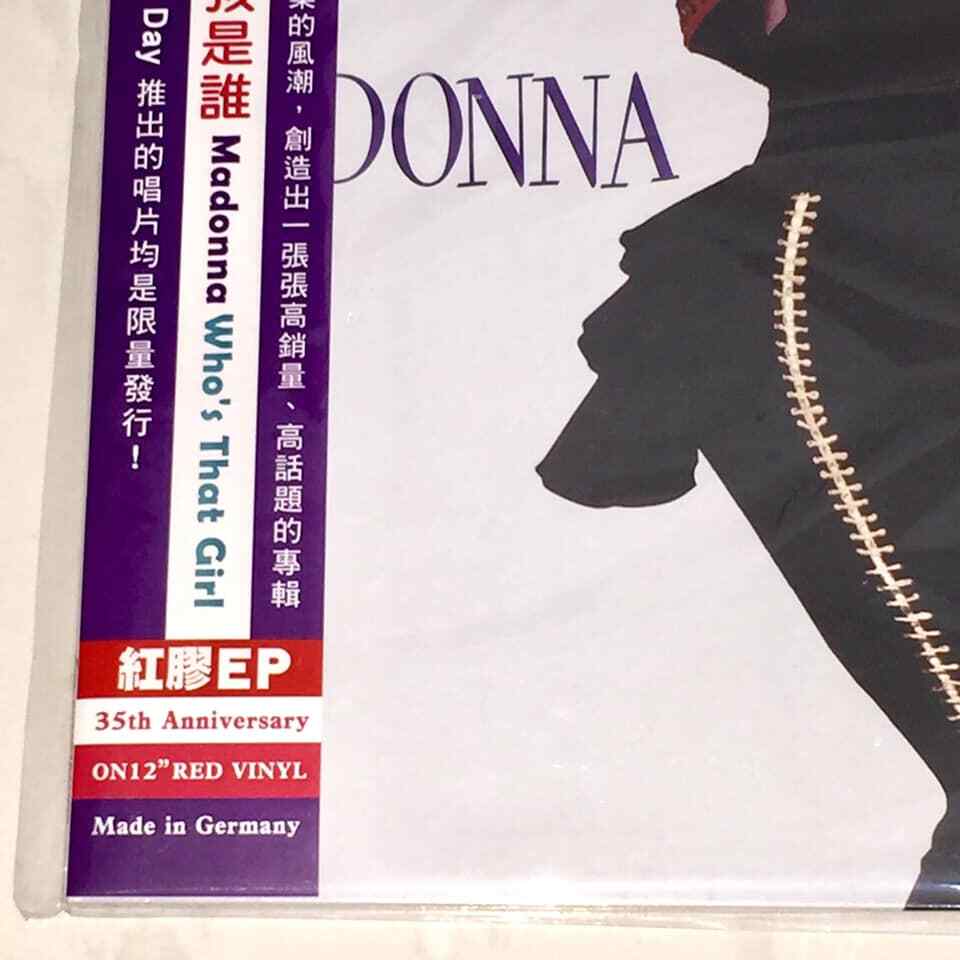 業的風潮，創造出一張張高銷量、高話題的專輯
是誰 Madonna Who's That Girl
Day 推出的唱片均是限量發行！
DONNA
紅膠EP
35th Anniversary
ON12”RED VINYL
Made in Germany